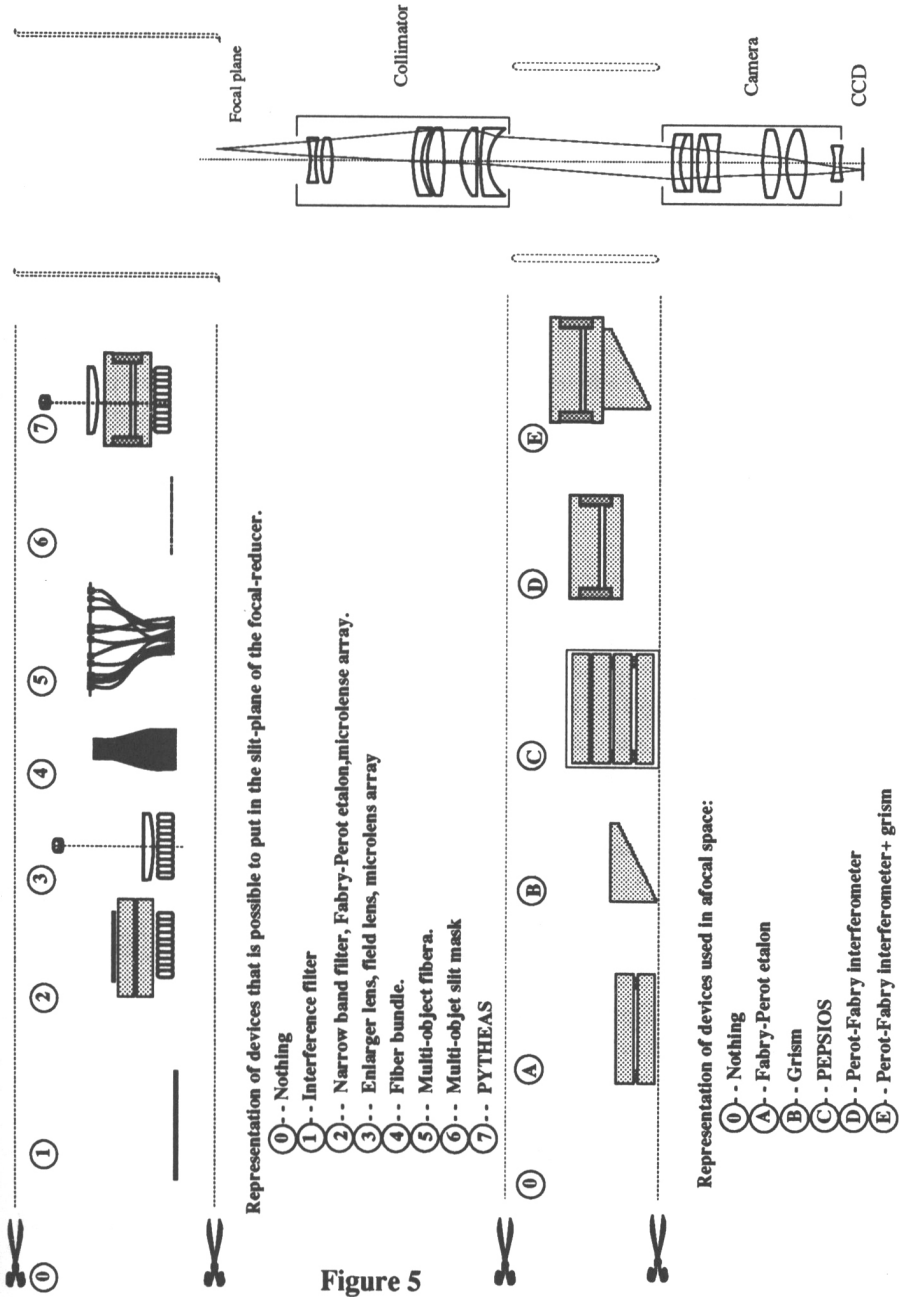 0
1
2
3
4
5
6
7
Representation of devices that is possible to put in the slit-plane of the focal-reducer.
0 - - Nothing
1 - - Interference filter
2 - - Narrow band filter, Fabry-Perot etalon,microlense array.
3 - - Enlarger lens, field lens, microlens array
4 - - Fiber bundle.
5 - - Multi-object fibera.
6 - - Multi-objet slit mask
7 - - PYTHEAS
0
A
B
C
D
E
Representation of devices used in afocal space:
0 - - Nothing
A - - Fabry-Perot etalon
B - - Grism
C - - PEPSIOS
D - - Perot-Fabry interferometer
E - - Perot-Fabry interferometer+ grism
Focal plane
Collimator
Camera
CCD
Figure 5